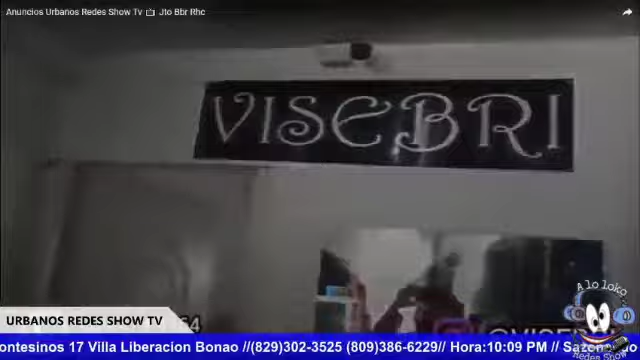 Anuncios Urbanos Redes Show Tv 📺 Jto Bbr Rhc
VISEBRI
A lo loko
Redes Show
URBANOS REDES SHOW TV
ontesinos 17 Villa Liberacion Bonao //(829)302-3525 (809)386-6229// Hora:10:09 PM //